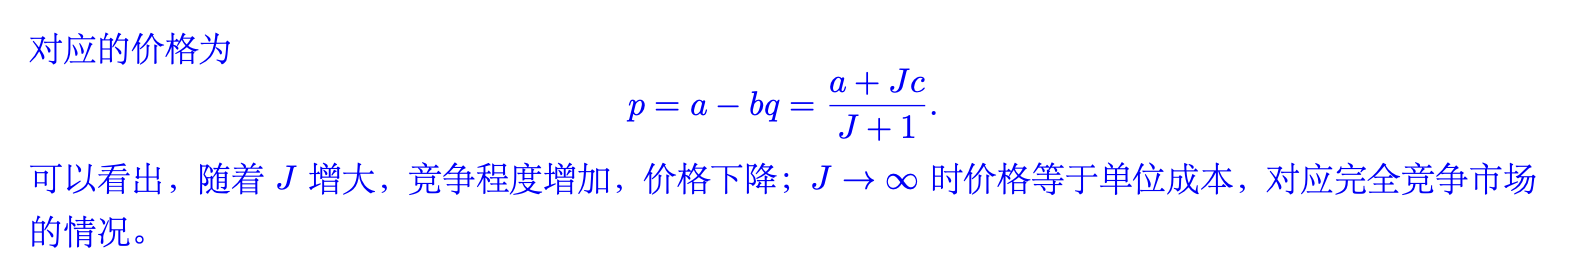 对应的价格为
p = a − bq = \frac{a + Jc}{J + 1}.
可以看出，随着 J 增大，竞争程度增加，价格下降；J → ∞ 时价格等于单位成本，对应完全竞争市场
的情况。